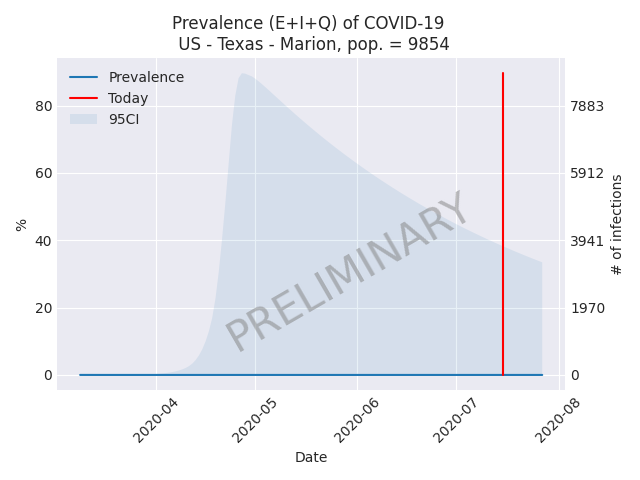 Prevalence (E+I+Q) of COVID-19
US - Texas - Marion, pop. = 9854
Prevalence
Today
95CI
80
60
40
20
0
%
7883
5912
3941
1970
0
# of infections
PRELIMINARY
2020-04
2020-05
2020-06
2020-07
2020-08
Date